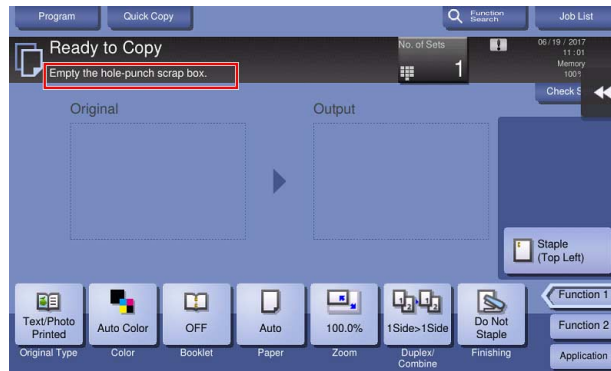 Program
Quick Copy
Function
Search
Job List
Ready to Copy
Empty the hole-punch scrap box.
No. of Sets
1
06/19/2017
11:01
Memory
100%
Check
Original
Output
Staple
(Top Left)
Text/Photo
Printed
Original Type
Auto Color
Color
OFF
Booklet
Auto
Paper
100.0%
Zoom
1Side>1Side
Duplex/
Combine
Do Not
Staple
Finishing
Function 1
Function 2
Application